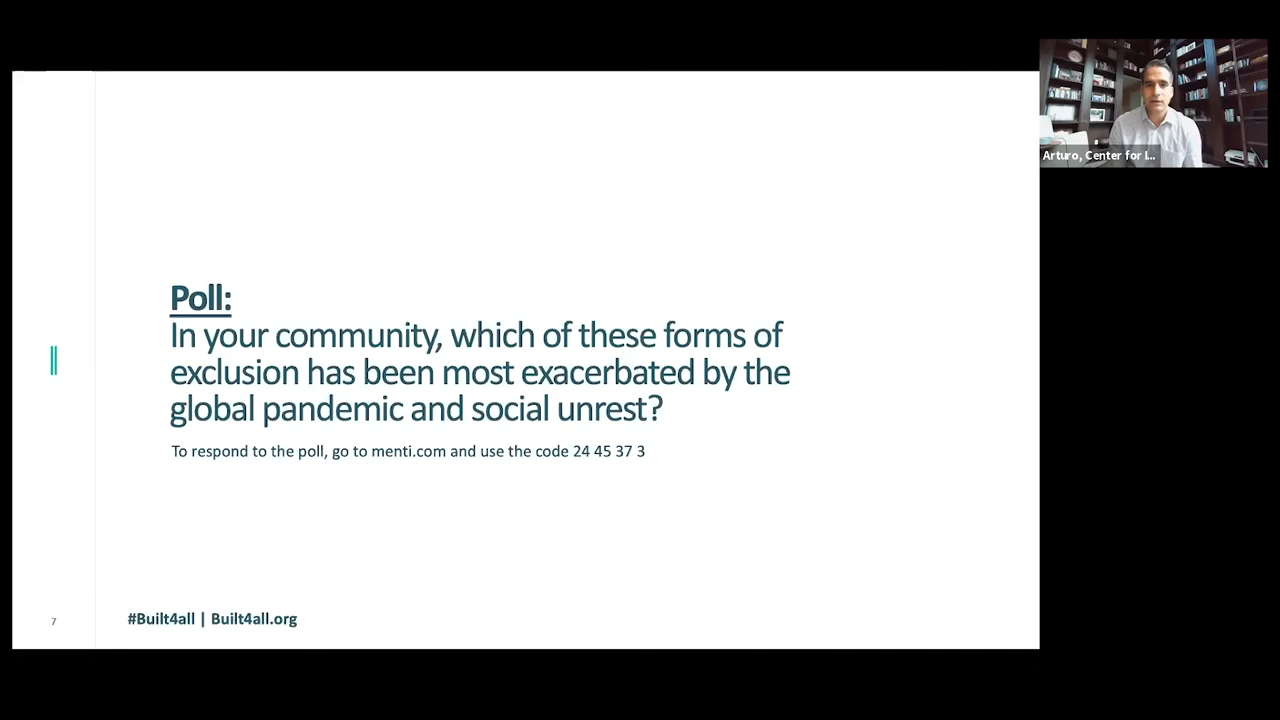 Arturo, Center for I...
Poll:
In your community, which of these forms of
exclusion has been most exacerbated by the
global pandemic and social unrest?
To respond to the poll, go to menti.com and use the code 24 45 37 3
7
#Built4all | Built4all.org